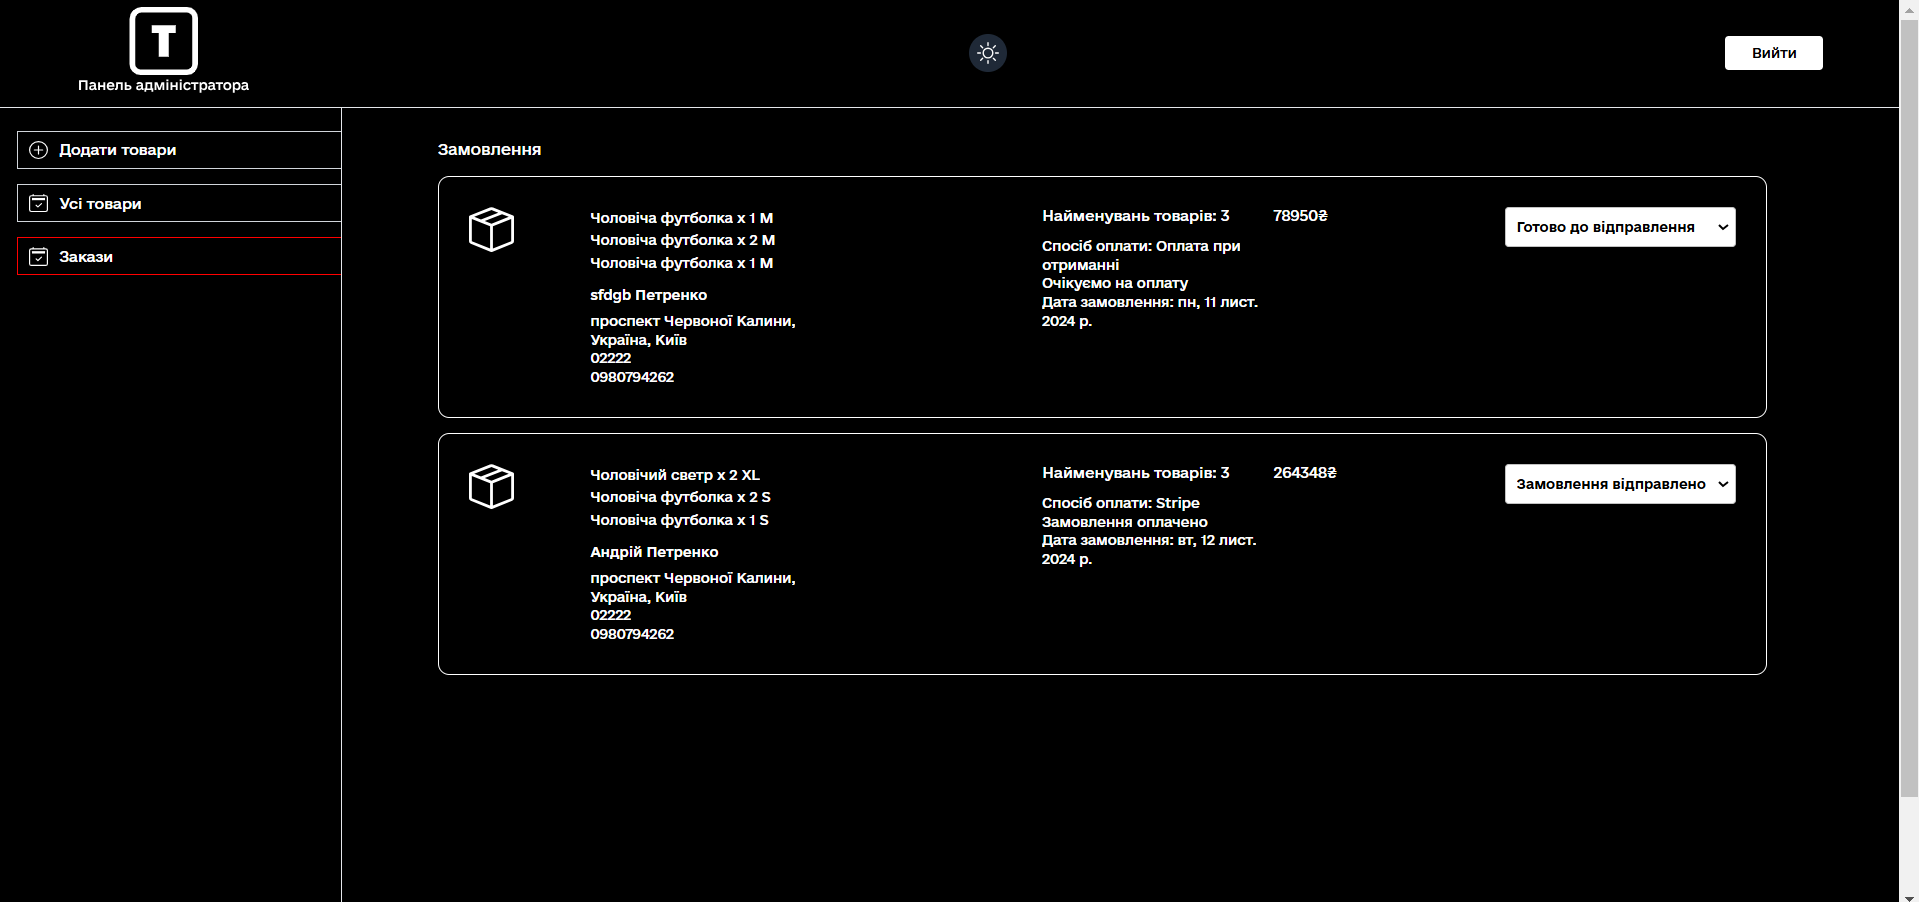 T
Панель адміністратора
Вийти
Додати товари
Усі товари
Закази
Замовлення
Чоловіча футболка x 1 M
Чоловіча футболка x 2 M
Чоловіча футболка x 1 M
sfdgb Петренко
проспект Червоної Калини,
Україна, Київ
02222
0980794262
Найменувань товарів: 3
78950₴
Спосіб оплати: Оплата при
отриманні
Очікуємо на оплату
Дата замовлення: пн, 11 лист.
2024 р.
Готово до відправлення
Чоловічий светр x 2 XL
Чоловіча футболка x 2 S
Чоловіча футболка x 1 S
Андрій Петренко
проспект Червоної Калини,
Україна, Київ
02222
0980794262
Найменувань товарів: 3
264348₴
Спосіб оплати: Stripe
Замовлення оплачено
Дата замовлення: вт, 12 лист.
2024 р.
Замовлення відправлено